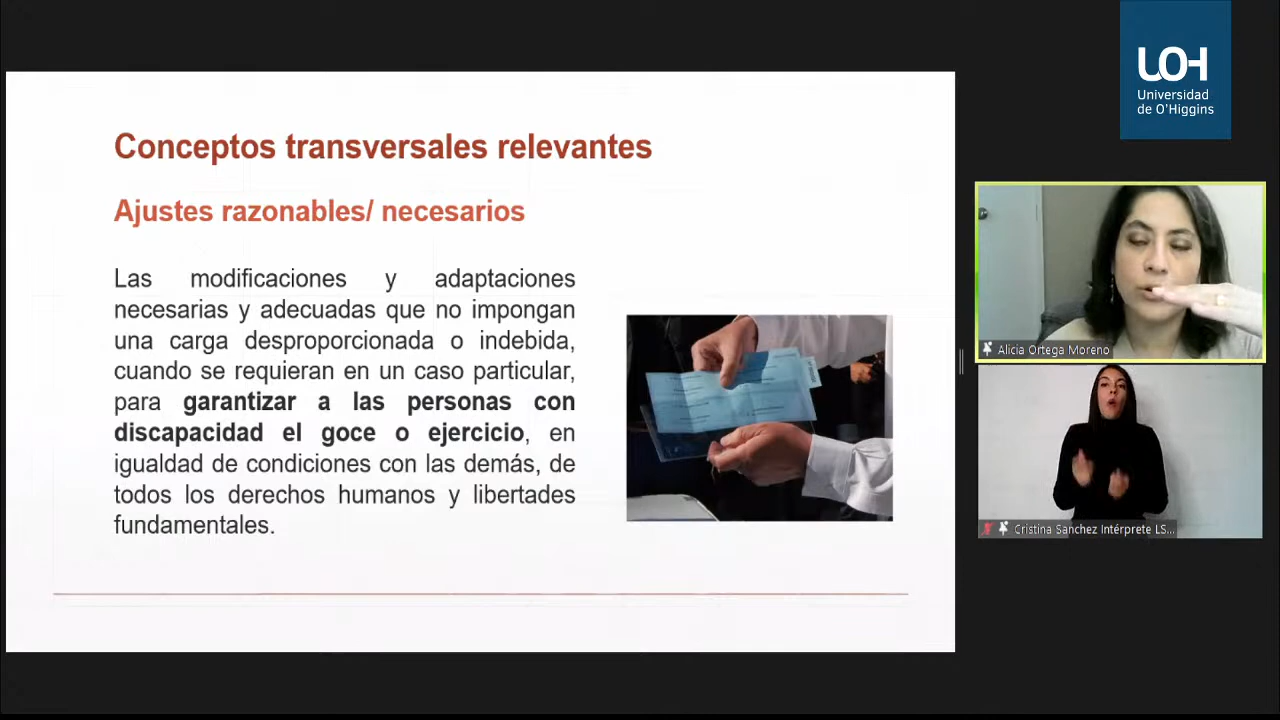 Conceptos transversales relevantes
Ajustes razonables/ necesarios
Las modificaciones y adaptaciones
necesarias y adecuadas que no impongan
una carga desproporcionada o indebida,
cuando se requieran en un caso particular,
para garantizar a las personas con
discapacidad el goce o ejercicio, en
igualdad de condiciones con las demás, de
todos los derechos humanos y libertades
fundamentales.
UOH
Universidad
de O'Higgins
Alicia Ortega Moreno
Cristina Sanchez Intérprete LS...